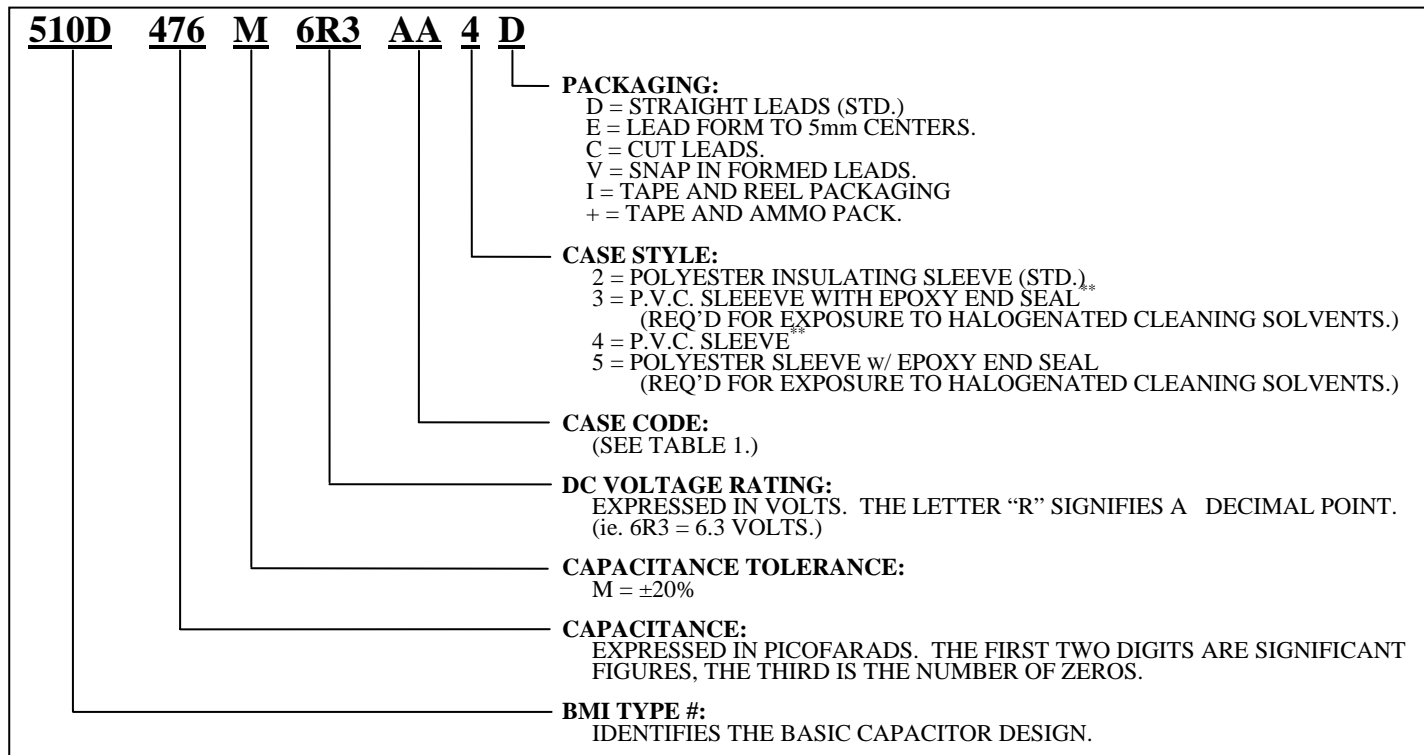 510D 476 M 6R3 AA 4 D
PACKAGING:
D = STRAIGHT LEADS (STD.)
E = LEAD FORM TO 5mm CENTERS.
C = CUT LEADS.
V = SNAP IN FORMED LEADS.
I = TAPE AND REEL PACKAGING
+ = TAPE AND AMMO PACK.
CASE STYLE:
2 = POLYESTER INSULATING SLEEVE (STD.)
3 = P.V.C. SLEEEVE WITH EPOXY END SEAL**
(REQ'D FOR EXPOSURE TO HALOGENATED CLEANING SOLVENTS.)
4 = P.V.C. SLEEVE**
5 = POLYESTER SLEEVE W/ EPOXY END SEAL
(REQ'D FOR EXPOSURE TO HALOGENATED CLEANING SOLVENTS.)
CASE CODE:
(SEE TABLE 1.)
DC VOLTAGE RATING:
EXPRESSED IN VOLTS. THE LETTER “R” SIGNIFIES A DECIMAL POINT.
(ie. 6R3 = 6.3 VOLTS.)
CAPACITANCE TOLERANCE:
M = ±20%
CAPACITANCE:
EXPRESSED IN PICOFARADS. THE FIRST TWO DIGITS ARE SIGNIFICANT
FIGURES, THE THIRD IS THE NUMBER OF ZEROS.
BMI TYPE #:
IDENTIFIES THE BASIC CAPACITOR DESIGN.